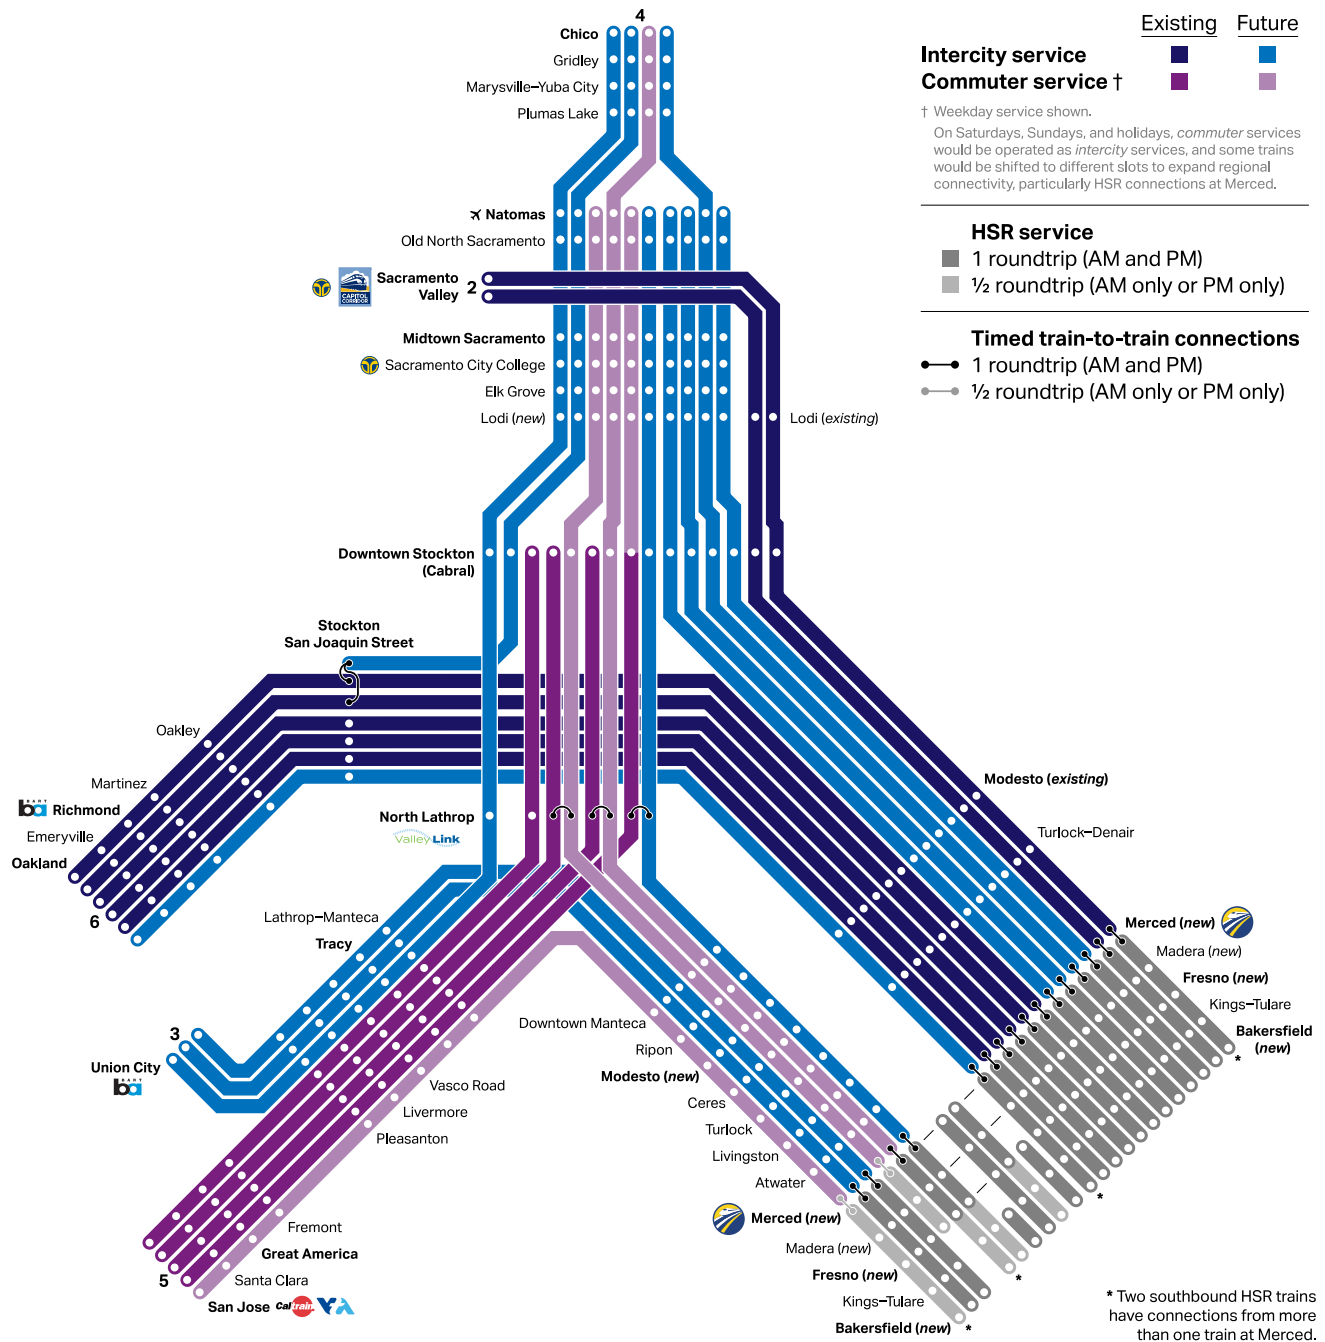 4
Chico
Gridley
Marysville–Yuba City
Plumas Lake
Existing Future
Intercity service
Commuter service †
† Weekday service shown.
On Saturdays, Sundays, and holidays, commuter services
would be operated as intercity services, and some trains
would be shifted to different slots to expand regional
connectivity, particularly HSR connections at Merced.
HSR service
1 roundtrip (AM and PM)
½ roundtrip (AM only or PM only)
Timed train-to-train connections
1 roundtrip (AM and PM)
½ roundtrip (AM only or PM only)
Natomas
Old North Sacramento
CAPITOL
CORRIDOR
Sacramento
Valley
2
Midtown Sacramento
Sacramento City College
Elk Grove
Lodi (new)
Lodi (existing)
Downtown Stockton
(Cabral)
Stockton
San Joaquin Street
Oakley
Martinez
BART
ba Richmond
Emeryville
Oakland
6
North Lathrop
Valley Link
Modesto (existing)
Turlock–Denair
Merced (new)
Madera (new)
Fresno (new)
Kings–Tulare
Bakersfield
(new)
*
Lathrop–Manteca
Tracy
3
Union City
BART
ba
Vasco Road
Livermore
Pleasanton
Fremont
Great America
5
Santa Clara
San Jose Caltrain VTA
Downtown Manteca
Ripon
Modesto (new)
Ceres
Turlock
Livingston
Atwater
Merced (new)
Madera (new)
Fresno (new)
Kings–Tulare
Bakersfield (new) *
*
*
* Two southbound HSR trains
have connections from more
than one train at Merced.